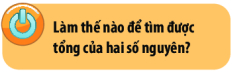 Làm thế nào để tìm được
tổng của hai số nguyên?